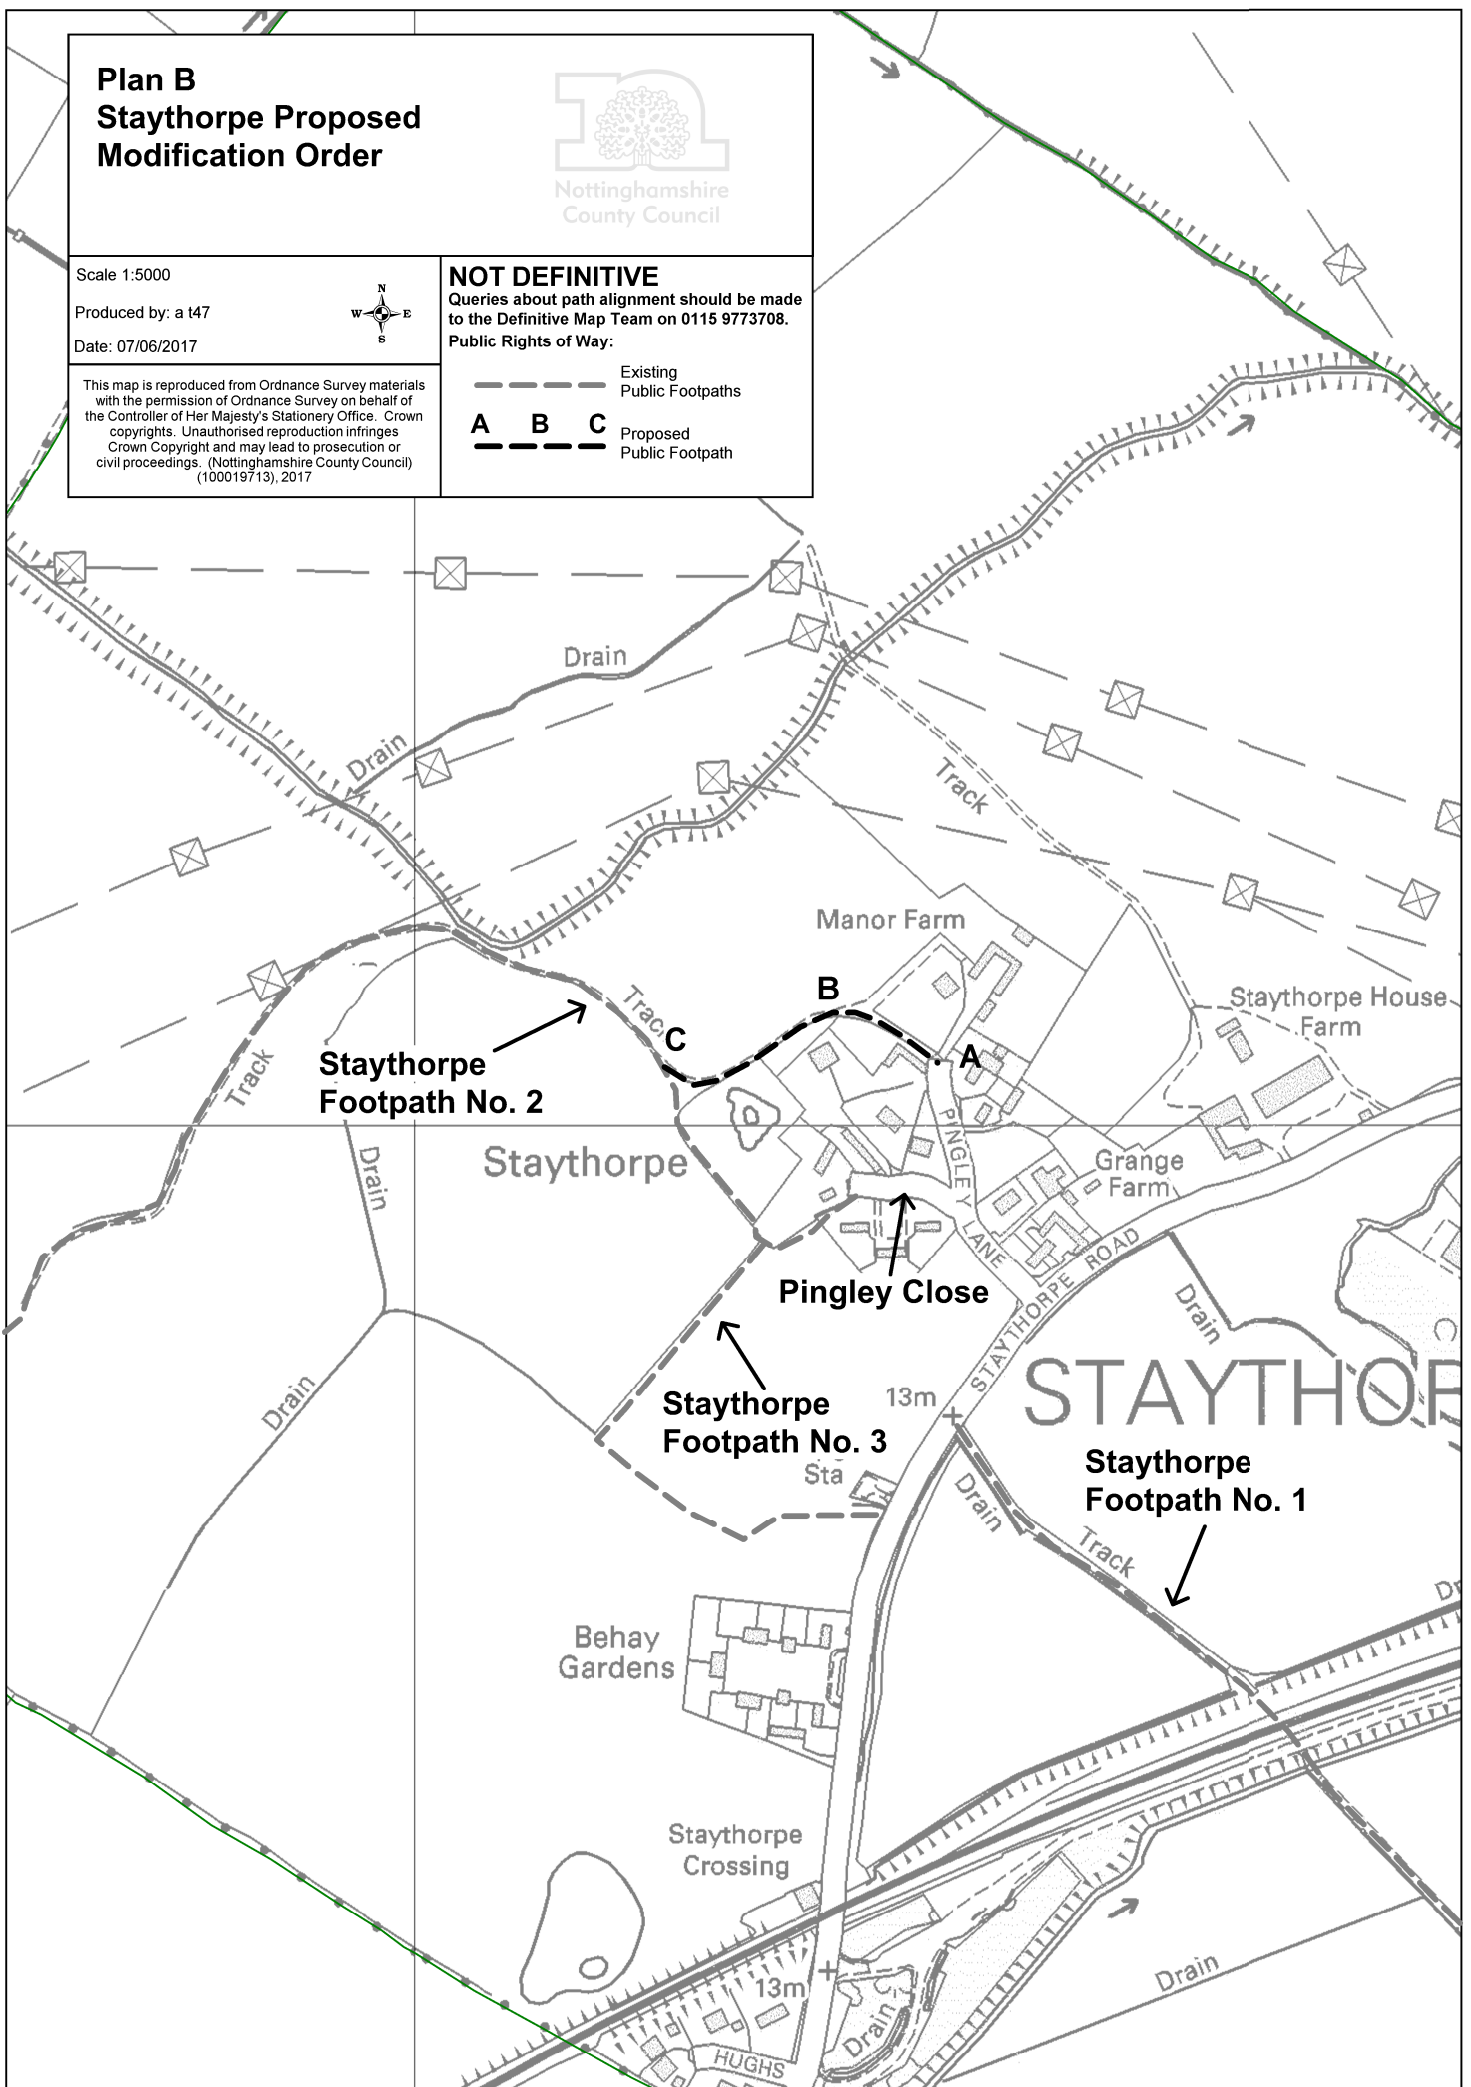 Plan B
Staythorpe Proposed
Modification Order
Nottinghamshire
County Council
Scale 1:5000
Produced by: a t47
Date: 07/06/2017
N
W E
S
This map is reproduced from Ordnance Survey materials
with the permission of Ordnance Survey on behalf of
the Controller of Her Majesty's Stationery Office. Crown
copyrights. Unauthorised reproduction infringes
Crown Copyright and may lead to prosecution or
civil proceedings. (Nottinghamshire County Council)
(100019713), 2017
NOT DEFINITIVE
Queries about path alignment should be made
to the Definitive Map Team on 0115 9773708.
Public Rights of Way:
Existing
Public Footpaths
A B C
Proposed
Public Footpath
Drain
Drain
Track
Manor Farm
B
Staythorpe House
Farm
Track
C
A
Staythorpe
Footpath No. 2
Track
PINGLEY
LANE
Staythorpe
Drain
Grange
Farm
Pingley Close
STAYTHORPE ROAD
Drain
STAYTHOR
Drain
Staythorpe
Footpath No. 3
13m
Sta
Drain
Staythorpe
Footpath No. 1
Track
Dr
Behay
Gardens
Staythorpe
Crossing
13m
Drain
Drain
HUGHS